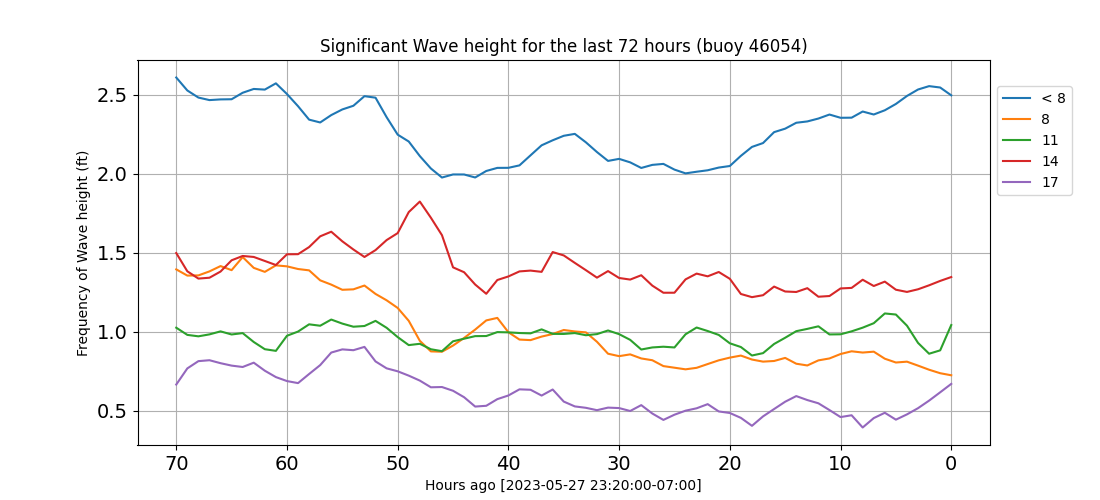 Significant Wave height for the last 72 hours (buoy 46054)
Frequency of Wave height (ft)
2.5
2.0
1.5
1.0
0.5
70 60 50 40 30 20 10 0
Hours ago [2023-05-27 23:20:00-07:00]
< 8
8
11
14
17